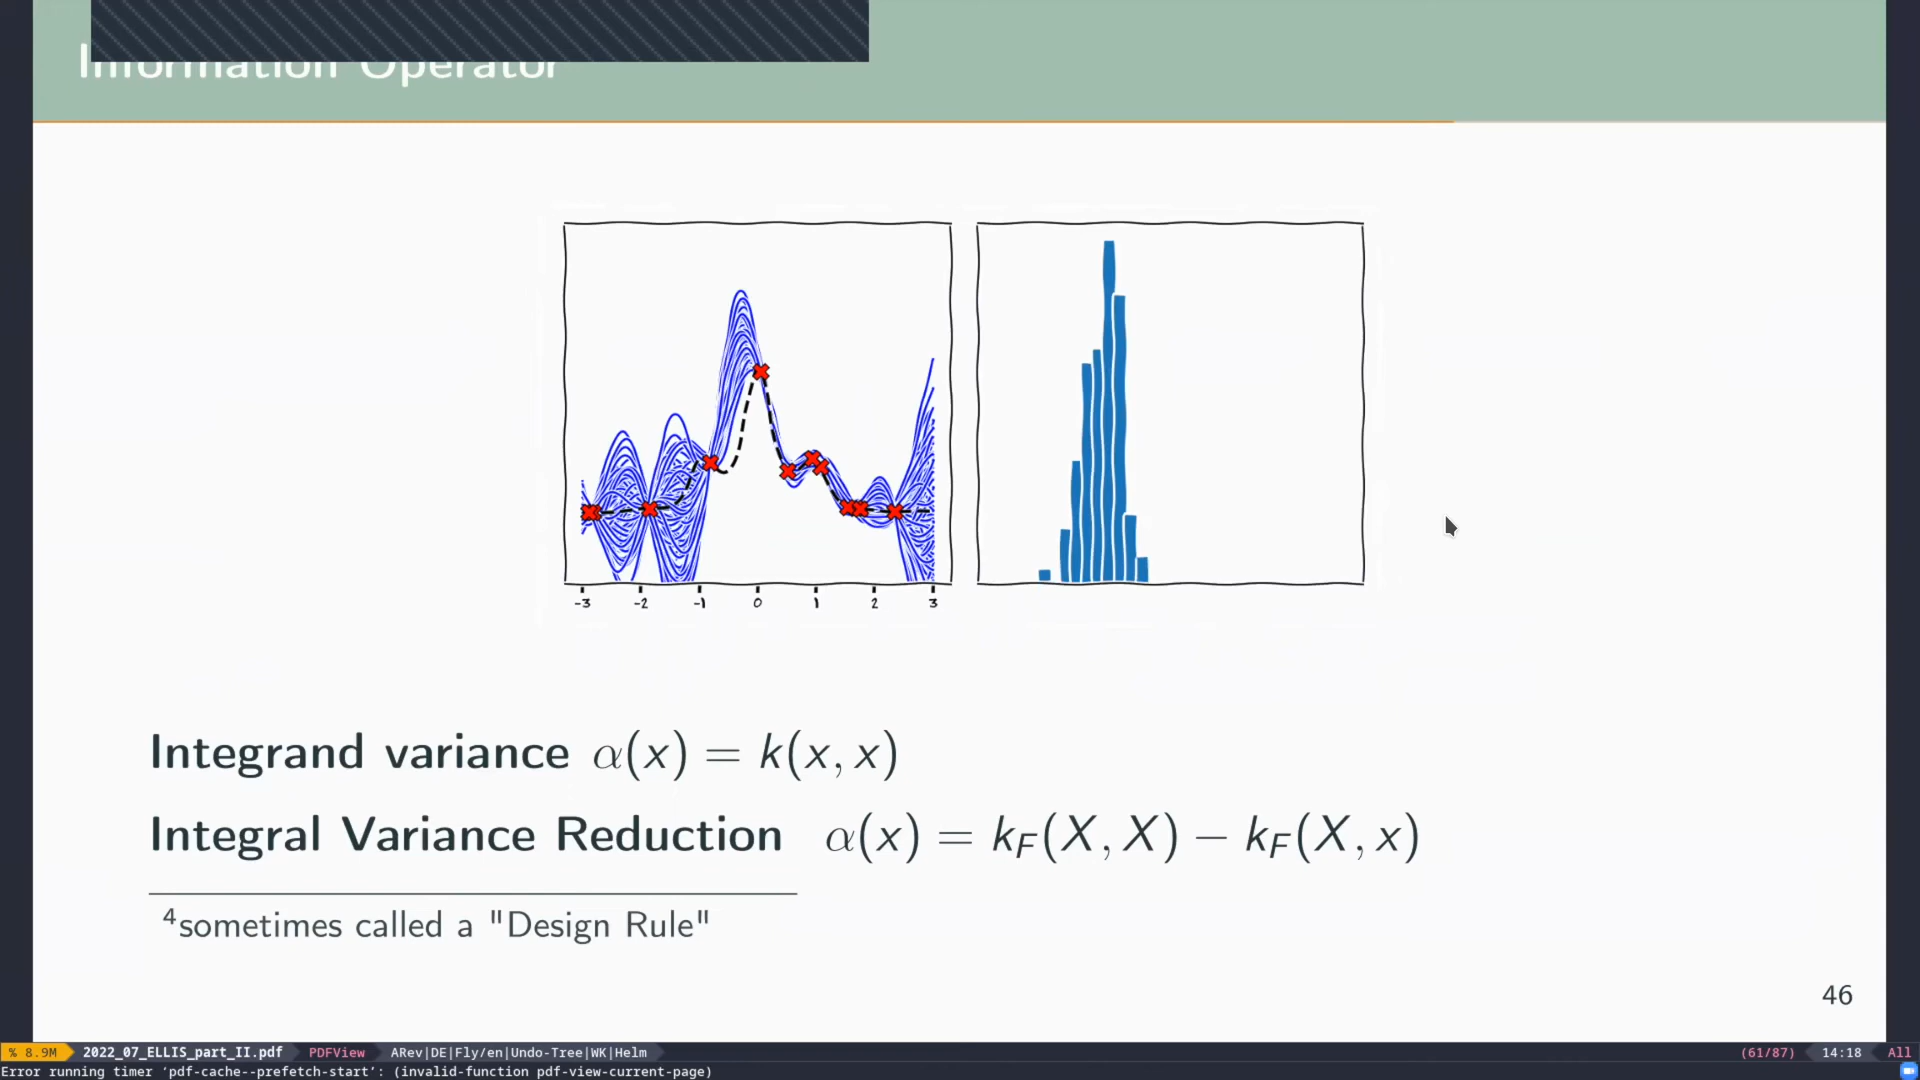 Information Operator
-3 -2 -1 0 1 2 3
Integrand variance α(x) = k(x, x)
Integral Variance Reduction α(x) = k_F(X, X) − k_F(X, x)
⁴sometimes called a "Design Rule"
46
% 8.9M 2022_07_ELLIS_part_II.pdf PDFView ARev|DE|Fly/en|Undo-Tree|WK|Helm (61/87) 14:18 All
Error running timer ‘pdf-cache--prefetch-start’: (invalid-function pdf-view-current-page)